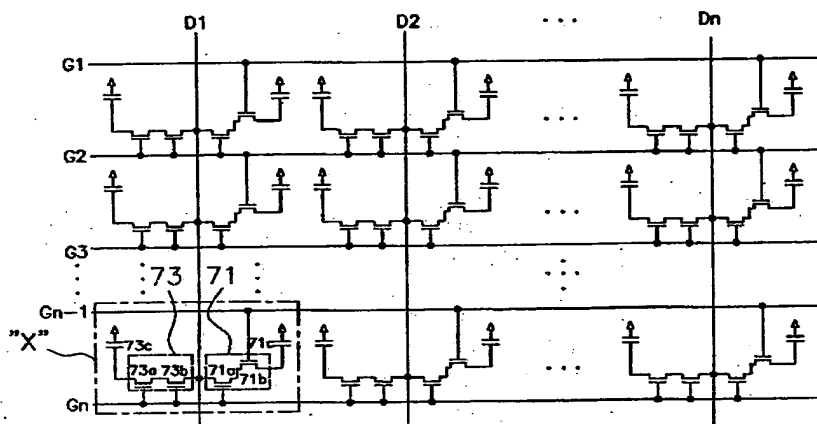 D1 D2 ... Dn
G1
...
G2
...
G3
73 71
Gn-1
"X"
73c 71c
73a 73b 71a 71b
...
Gn